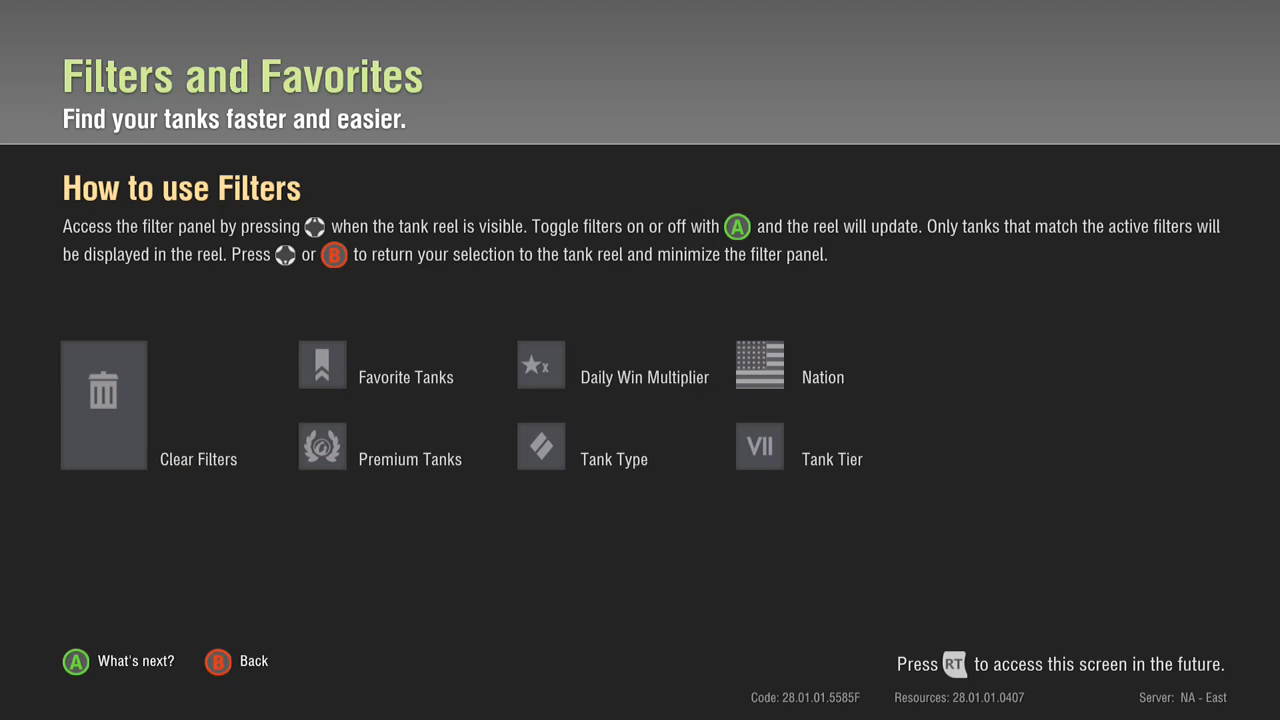 Filters and Favorites
Find your tanks faster and easier.
How to use Filters
Access the filter panel by pressing when the tank reel is visible. Toggle filters on or off with A and the reel will update. Only tanks that match the active filters will
be displayed in the reel. Press or B to return your selection to the tank reel and minimize the filter panel.
x
Favorite Tanks
Daily Win Multiplier
Nation
VII
Clear Filters
Premium Tanks
Tank Type
Tank Tier
A What's next?
B Back
Press RT to access this screen in the future.
Code: 28.01.01.5585F
Resources: 28.01.01.0407
Server: NA - East